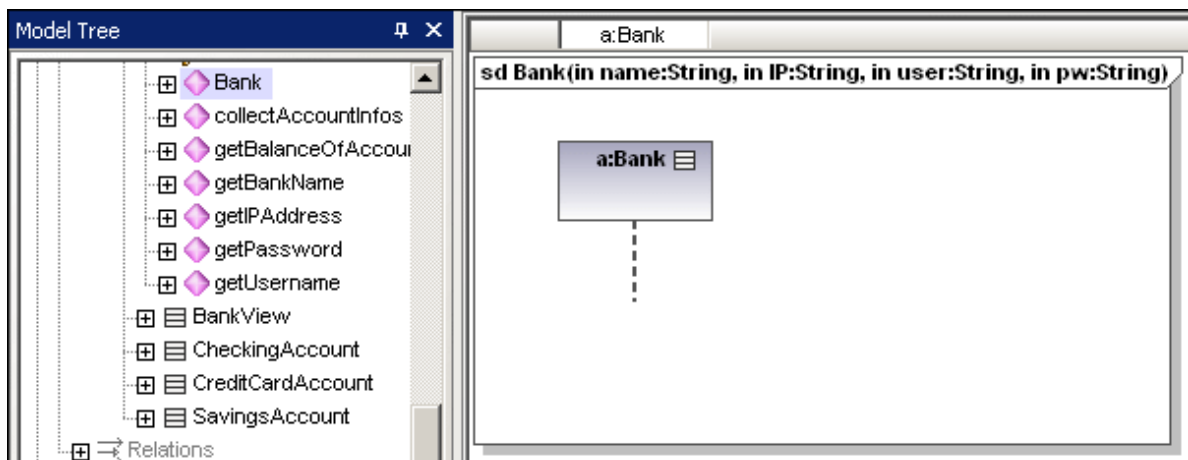 Model Tree
Bank
collectAccountInfos
getBalanceOfAccou
getBankName
getIPAddress
getPassword
getUsername
BankView
CheckingAccount
CreditCardAccount
SavingsAccount
Relations
a:Bank
sd Bank(in name:String, in IP:String, in user:String, in pw:String)
a:Bank